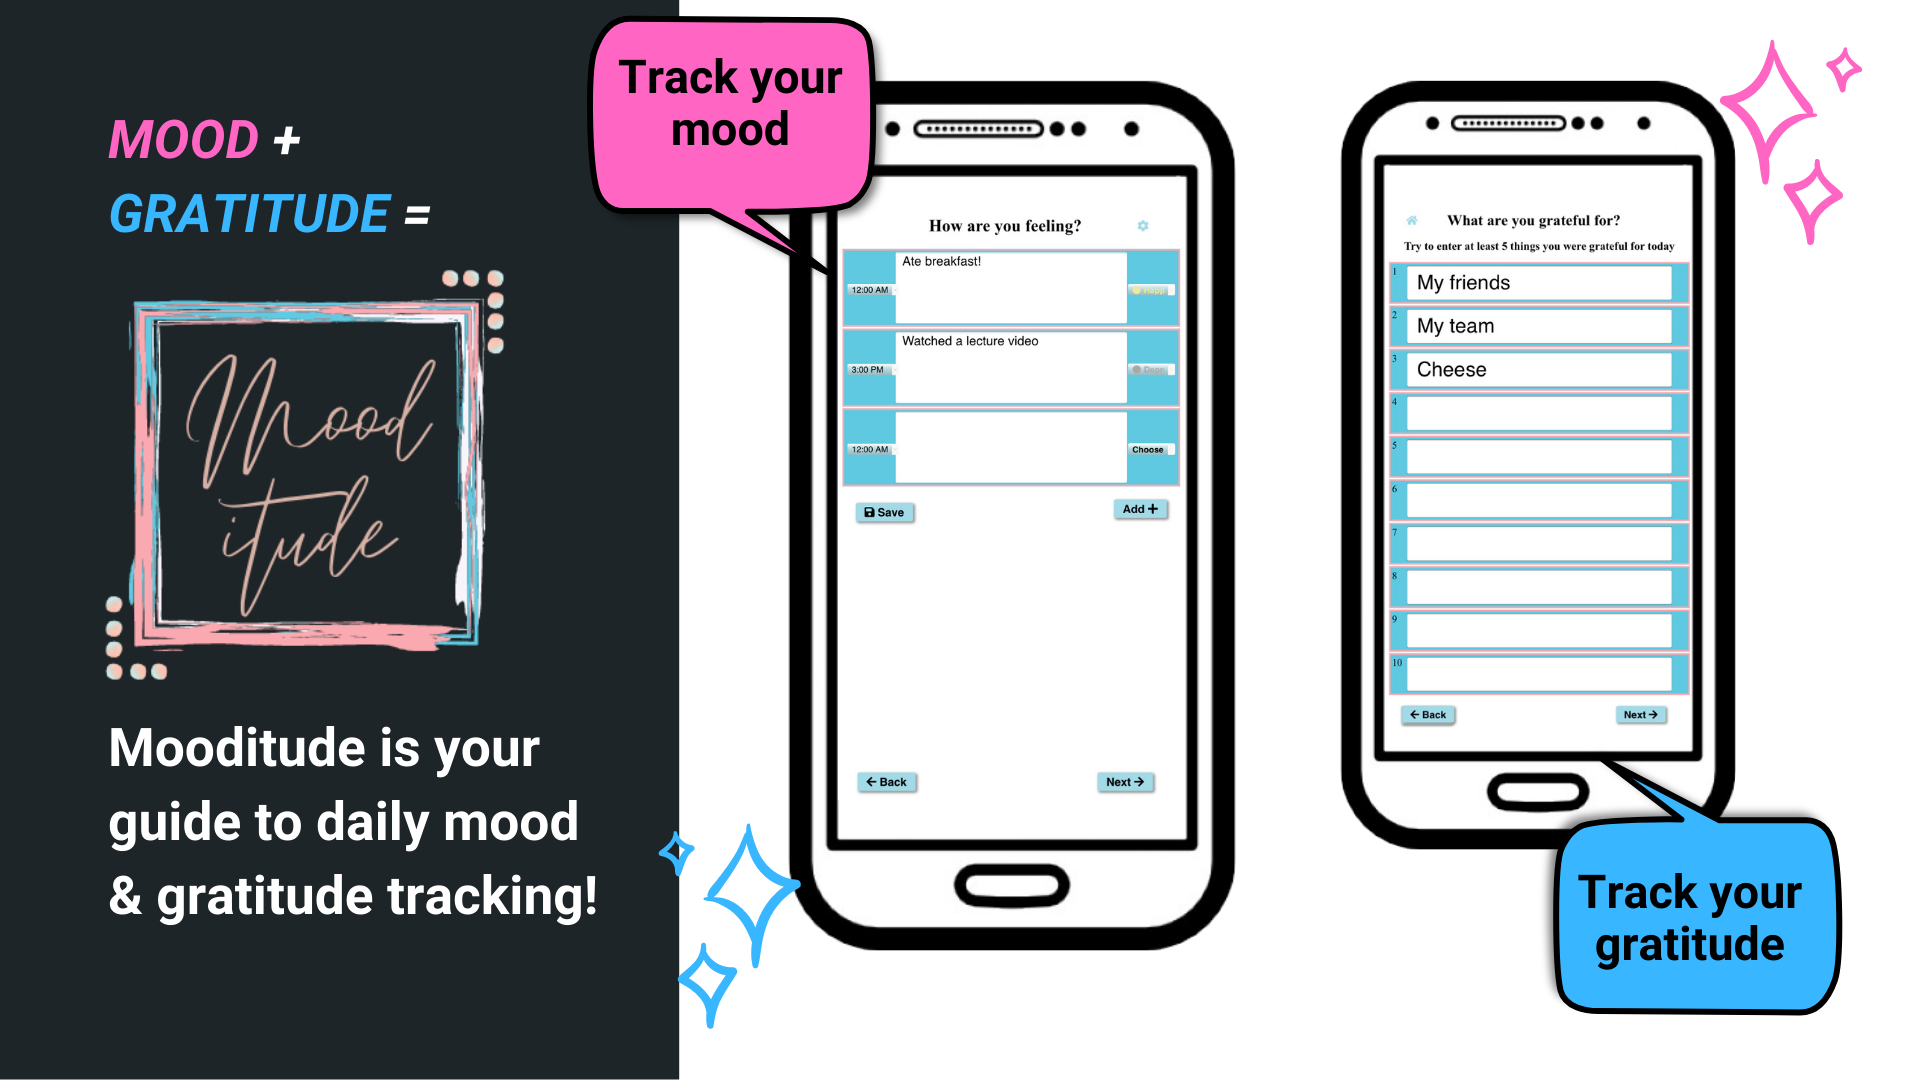 MOOD +
GRATITUDE =
Mood
itude
Mooditude is your
guide to daily mood
& gratitude tracking!
Track your
mood
How are you feeling?
Ate breakfast!
12:00 AM
Watched a lecture video
3:00 PM
12:00 AM
Choose
Save
Add +
← Back
Next →
What are you grateful for?
Try to enter at least 5 things you were grateful for today
1 My friends
2 My team
3 Cheese
4
5
6
7
8
9
10
← Back
Next →
Track your
gratitude